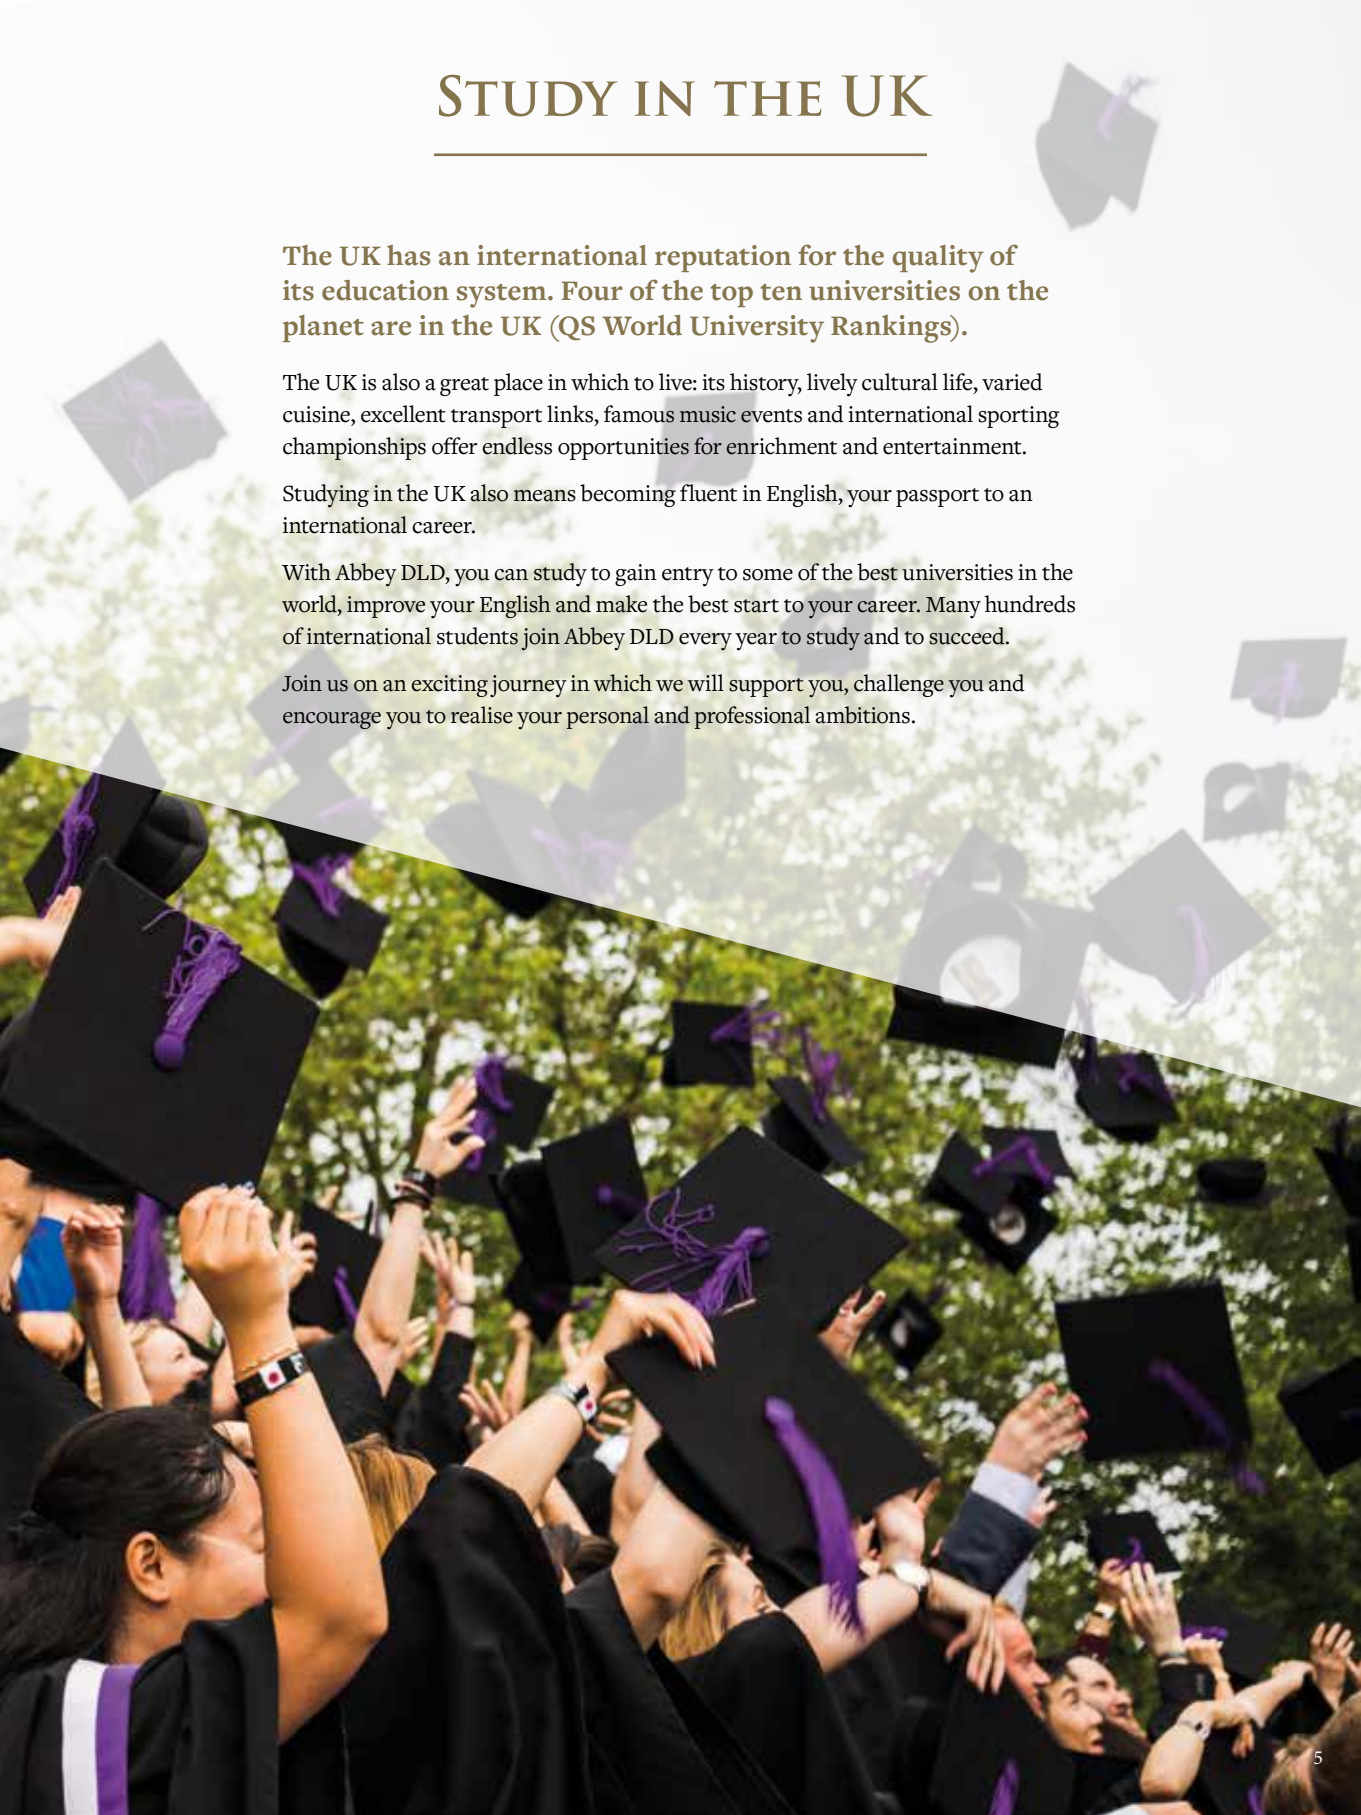 Study in the UK
The UK has an international reputation for the quality of
its education system. Four of the top ten universities on the
planet are in the UK (QS World University Rankings).
The UK is also a great place in which to live: its history, lively cultural life, varied
cuisine, excellent transport links, famous music events and international sporting
championships offer endless opportunities for enrichment and entertainment.
Studying in the UK also means becoming fluent in English, your passport to an
international career.
With Abbey DLD, you can study to gain entry to some of the best universities in the
world, improve your English and make the best start to your career. Many hundreds
of international students join Abbey DLD every year to study and to succeed.
Join us on an exciting journey in which we will support you, challenge you and
encourage you to realise your personal and professional ambitions.
5